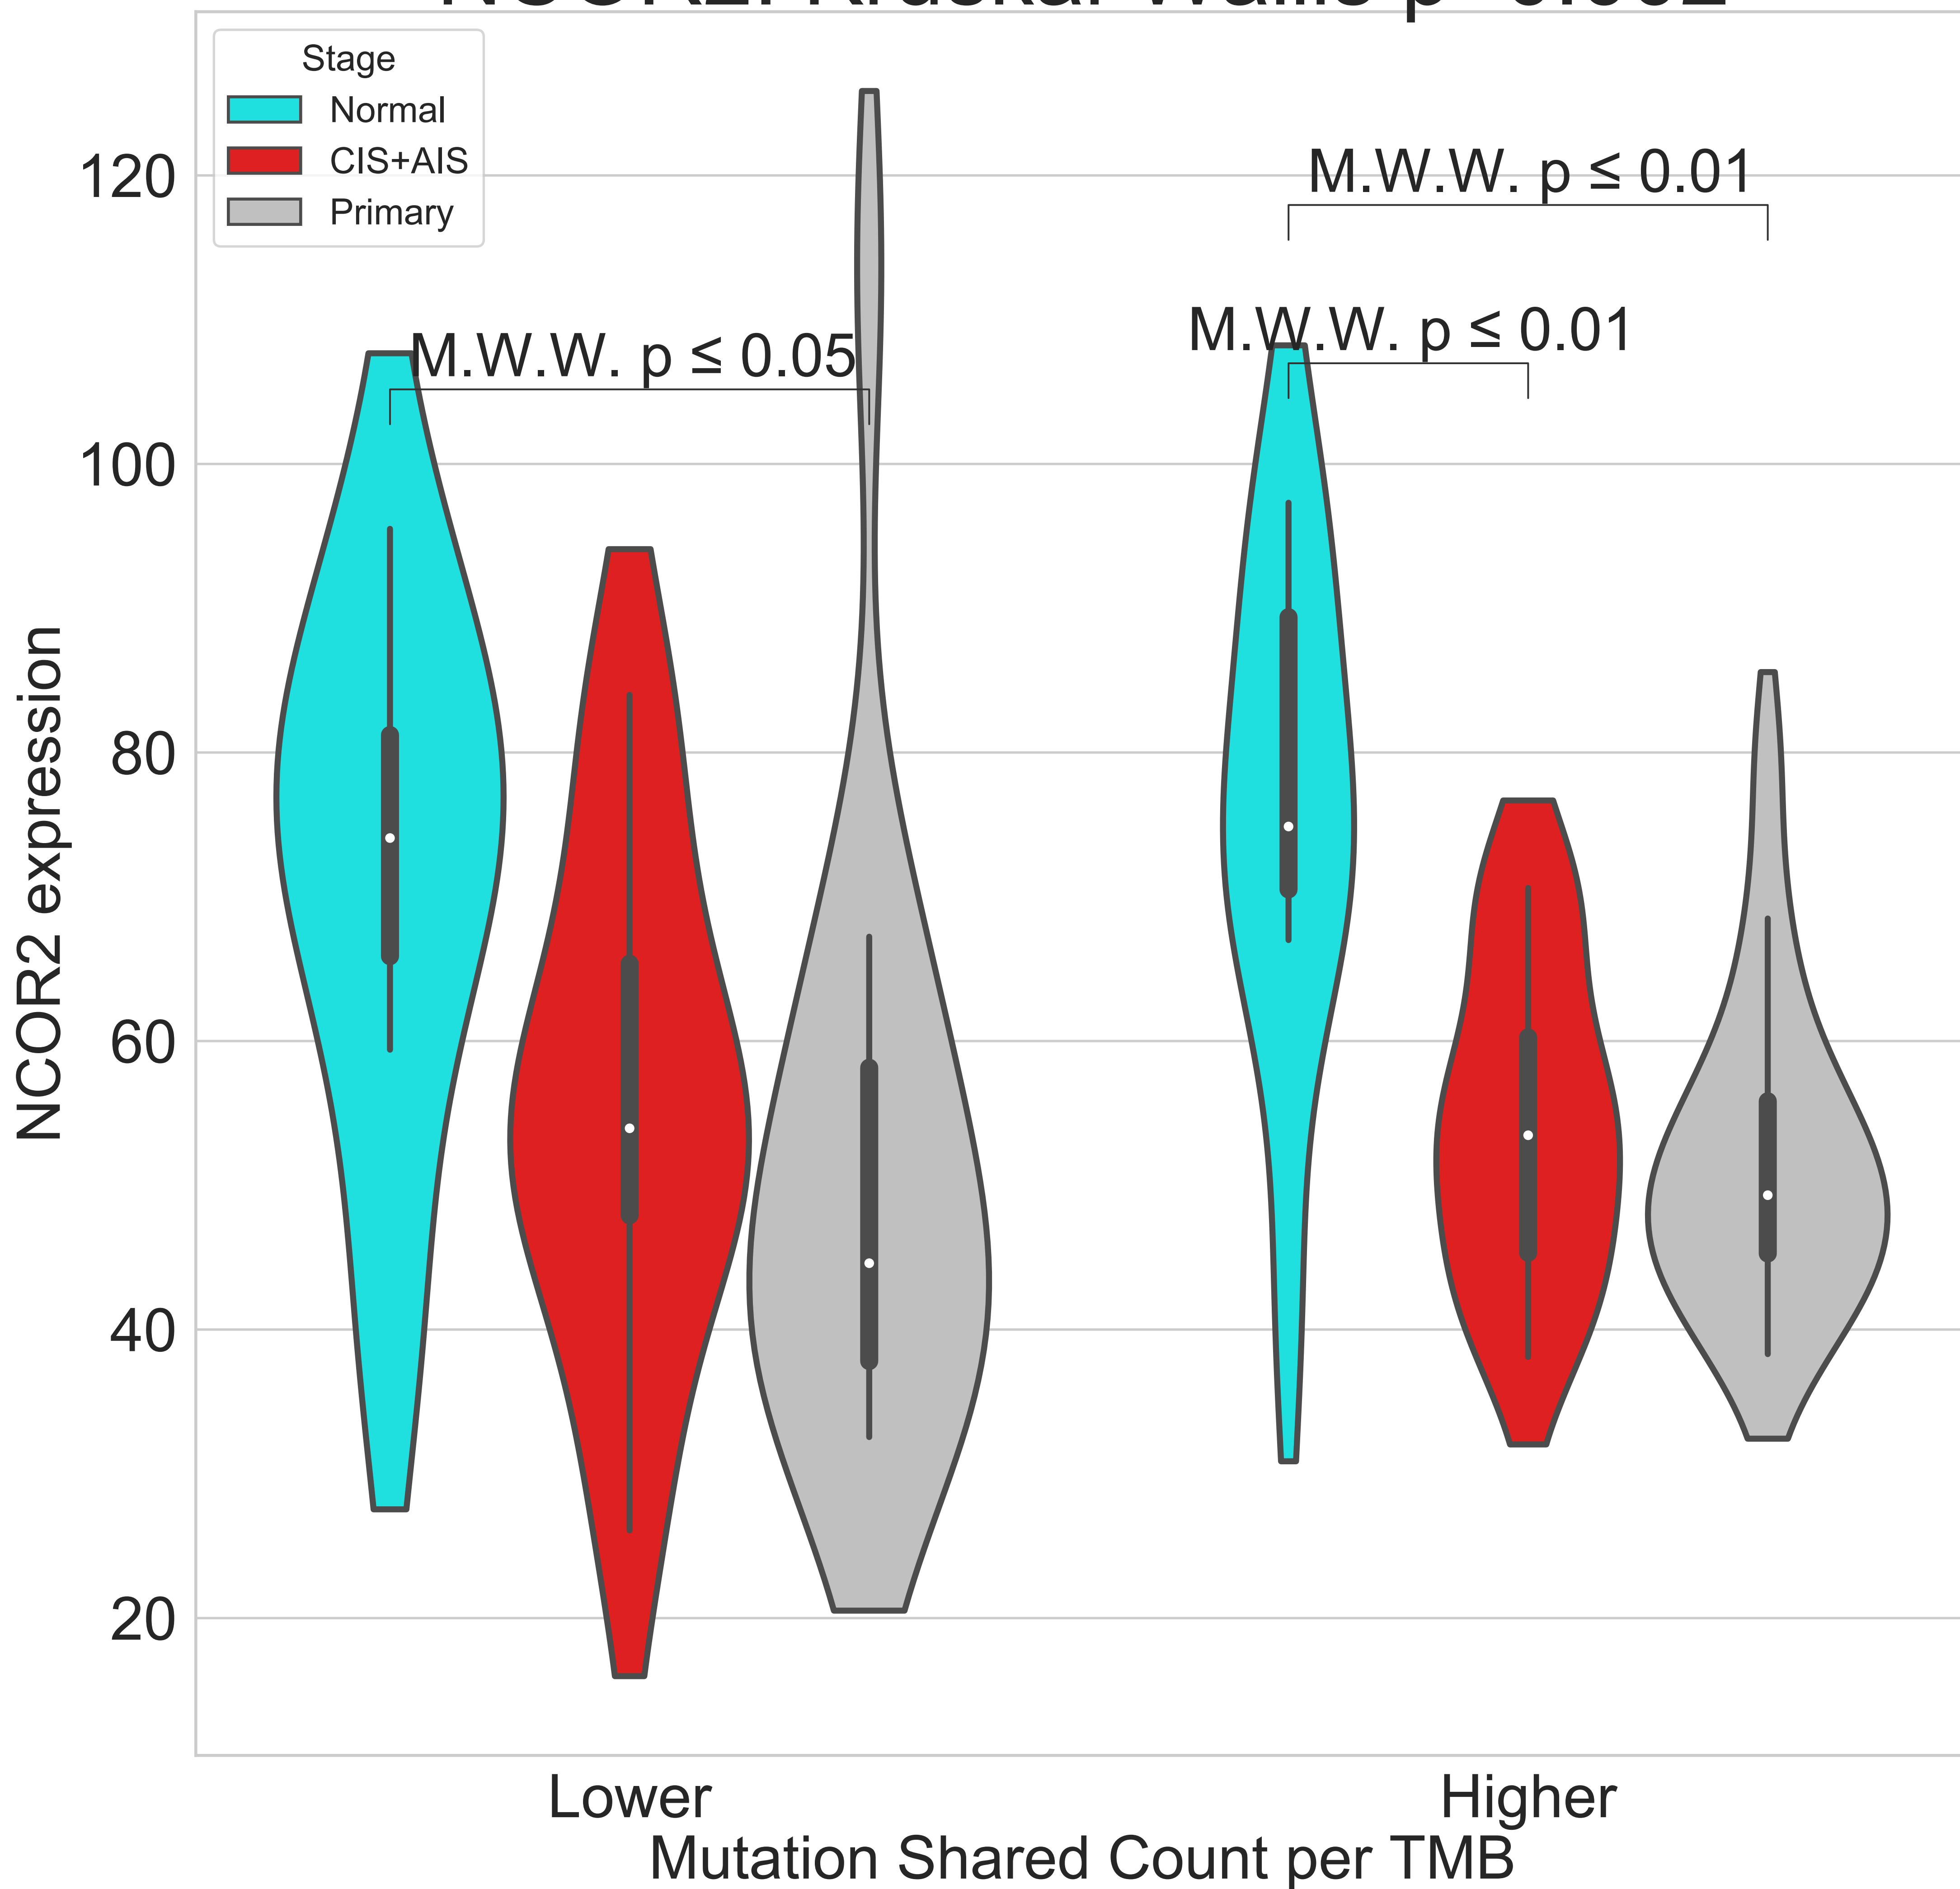 Stage
Normal
CIS+AIS
Primary
M.W.W. p ≤ 0.01
M.W.W. p ≤ 0.01
M.W.W. p ≤ 0.05
120
100
80
60
40
20
NCOR2 expression
Lower
Higher
Mutation Shared Count per TMB